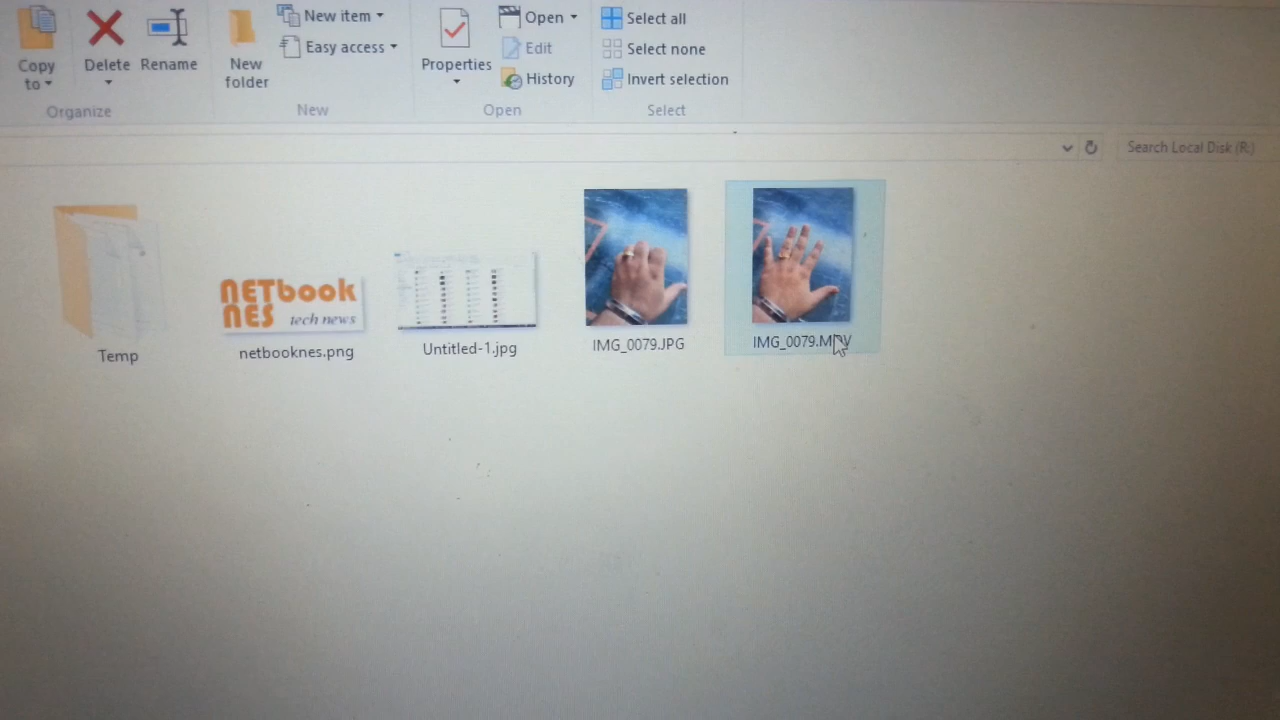 Copy to
Delete
Rename
Organize
New folder
New item
Easy access
New
Properties
Open
Edit
History
Open
Select all
Select none
Invert selection
Select
Search Local Disk (R:)
Temp
NETbook
NES tech news
netbooknes.png
Untitled-1.jpg
IMG_0079.JPG
IMG_0079.MOV